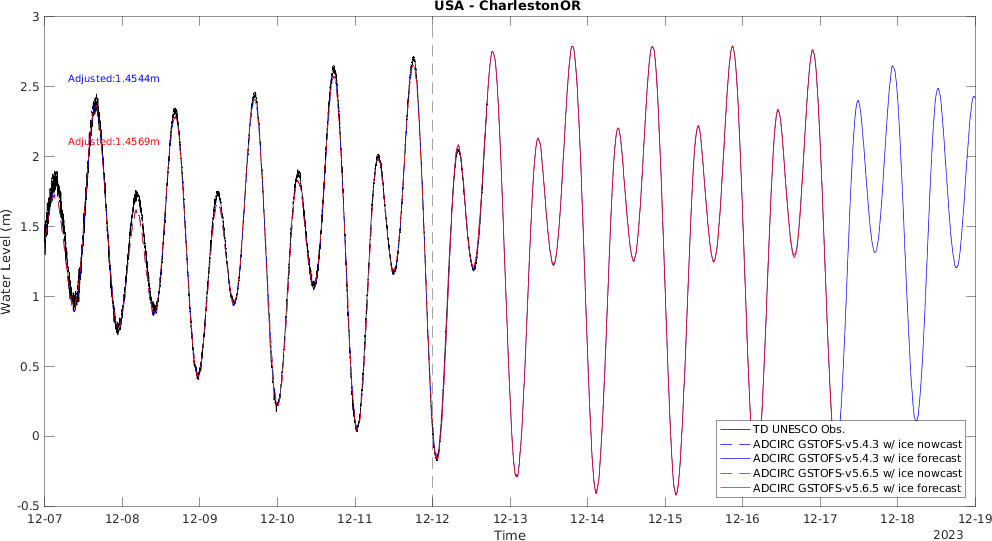 USA - CharlestonOR
3
2.5
2
1.5
1
0.5
0
-0.5
Water Level (m)
Adjusted:1.4544m
Adjusted:1.4569m
TD UNESCO Obs.
ADCIRC GSTOFS-v5.4.3 w/ ice nowcast
ADCIRC GSTOFS-v5.4.3 w/ ice forecast
ADCIRC GSTOFS-v5.6.5 w/ ice nowcast
ADCIRC GSTOFS-v5.6.5 w/ ice forecast
12-07 12-08 12-09 12-10 12-11 12-12 12-13 12-14 12-15 12-16 12-17 12-18 12-19
Time
2023